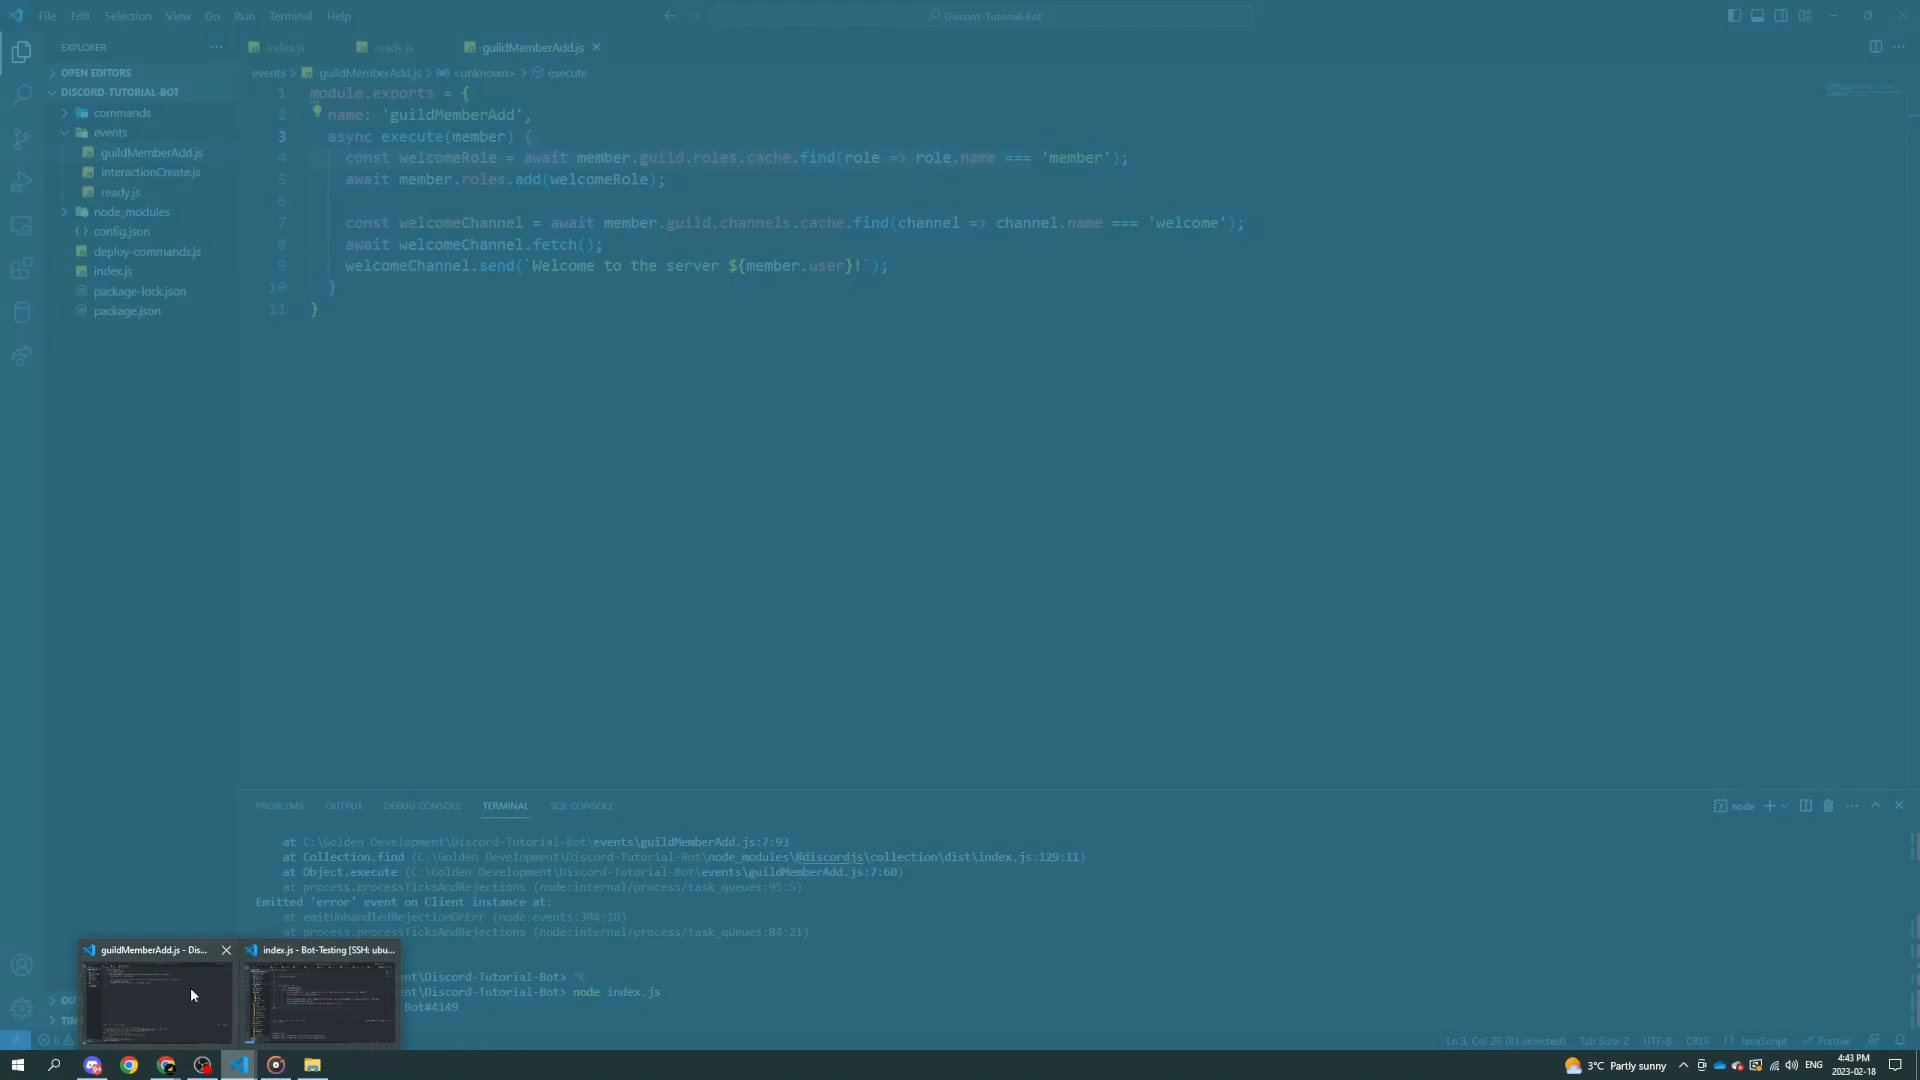 File Edit Selection View Go Run Terminal Help
Discord-Tutorial-Bot
EXPLORER
index.js
ready.js
guildMemberAdd.js
OPEN EDITORS
events > guildMemberAdd.js > <unknown> > execute
DISCORD-TUTORIAL-BOT
commands
events
guildMemberAdd.js
interactionCreate.js
ready.js
node_modules
config.json
deploy-commands.js
index.js
package-lock.json
package.json
1 module.exports = {
2 name: 'guildMemberAdd',
3 async execute(member) {
4 const welcomeRole = await member.guild.roles.cache.find(role => role.name === 'member');
5 await member.roles.add(welcomeRole);
6
7 const welcomeChannel = await member.guild.channels.cache.find(channel => channel.name === 'welcome');
8 await welcomeChannel.fetch();
9 welcomeChannel.send(`Welcome to the server ${member.user}!`);
10 }
11 }
PROBLEMS OUTPUT DEBUG CONSOLE TERMINAL SQL CONSOLE
node
at C:\Golden Development\Discord-Tutorial-Bot\events\guildMemberAdd.js:7:93
at Collection.find (C:\Golden Development\Discord-Tutorial-Bot\node_modules\@discordjs\collection\dist\index.js:129:11)
at Object.execute (C:\Golden Development\Discord-Tutorial-Bot\events\guildMemberAdd.js:7:60)
at process.processTicksAndRejections (node:internal/process/task_queues:95:5)
Emitted 'error' event on Client instance at:
at emitUnhandledRejectionOrErr (node:events:394:10)
at process.processTicksAndRejections (node:internal/process/task_queues:84:21)
guildMemberAdd.js - Dis...
index.js - Bot-Testing [SSH: ubu...
nt\Discord-Tutorial-Bot> ^C
nt\Discord-Tutorial-Bot> node index.js
Bot#4149
OU
TIM
0
Ln 3, Col 26 (81 selected) Tab Size: 2 UTF-8 CRLF {} JavaScript Prettier
3°C Partly sunny
ENG
4:43 PM
2023-02-18